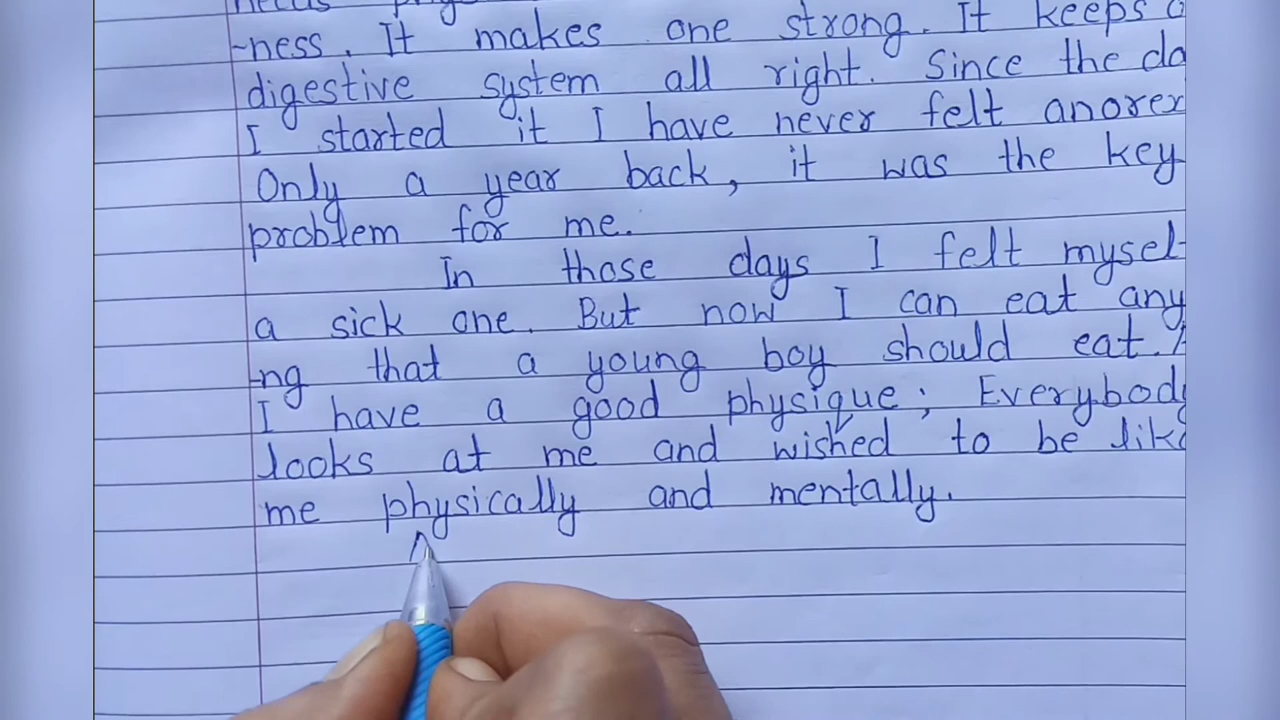 -ness. It makes one strong. It keeps
digestive system all right. Since the
I started it I have never felt
Only a year back, it was the key
problem for me.
In those days I felt
a sick one. But now I can eat any
-ng that a young boy should eat.
I have a good physique; Everybody
looks at me and wished to be
me physically and mentally.